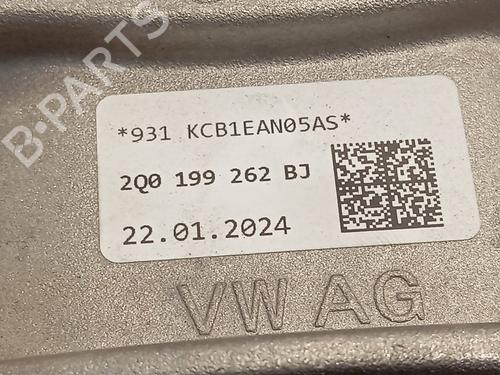 B-PARTS
*931 KCB1EAN05AS*
2Q0 199 262 BJ
22.01.2024
VW AG